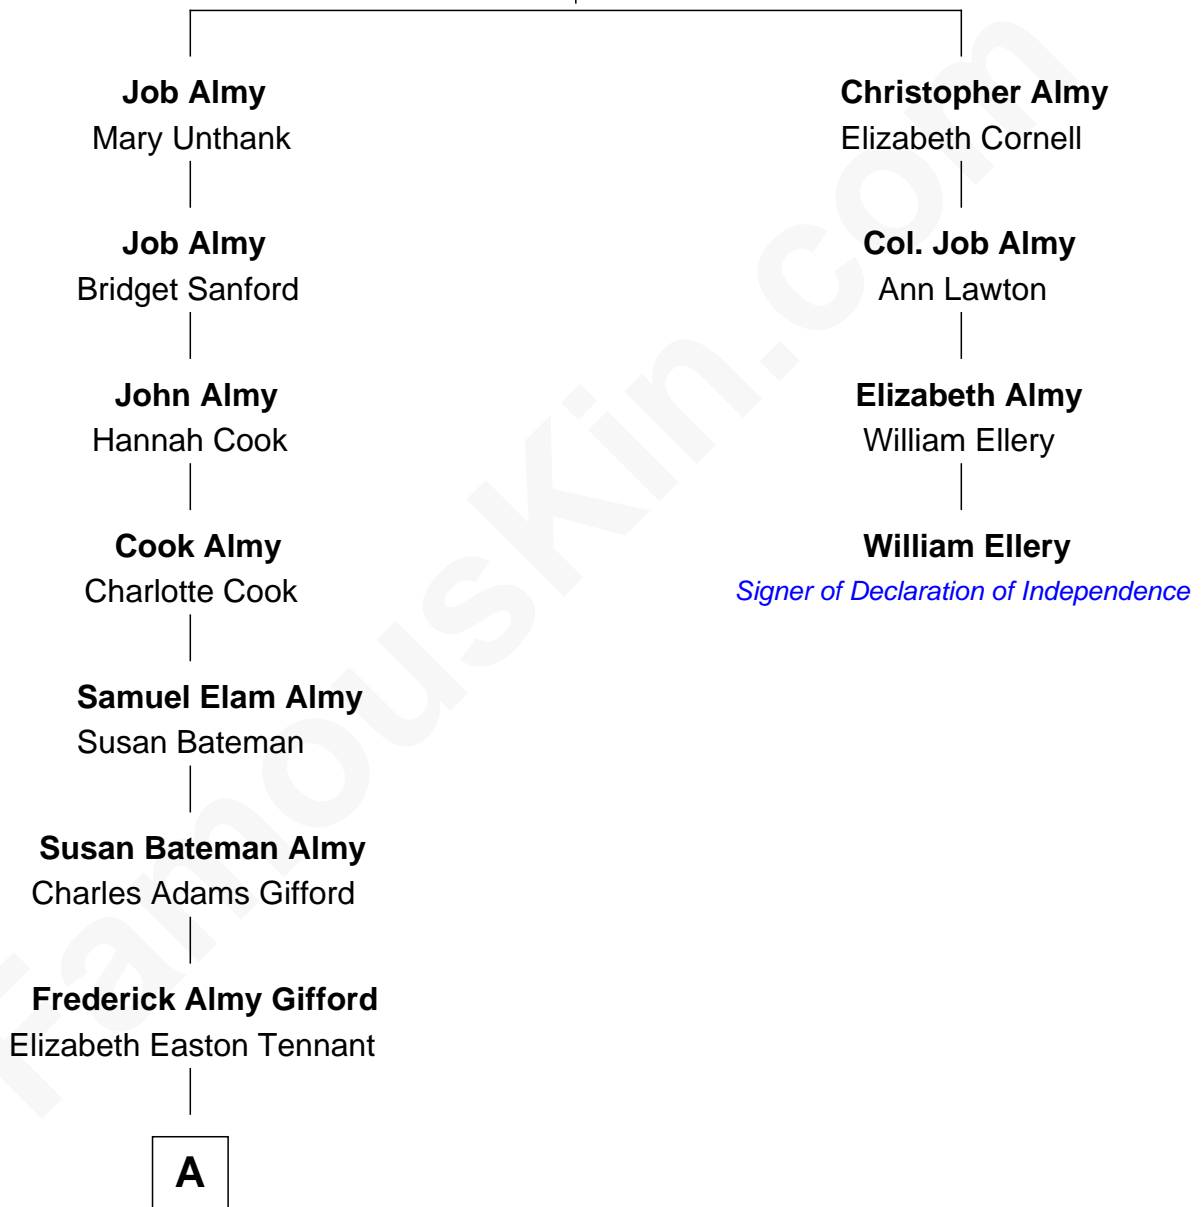 Job Almy
Mary Unthank
Job Almy
Bridget Sanford
John Almy
Hannah Cook
Cook Almy
Charlotte Cook
Samuel Elam Almy
Susan Bateman
Susan Bateman Almy
Charles Adams Gifford
Frederick Almy Gifford
Elizabeth Easton Tennant
A
Christopher Almy
Elizabeth Cornell
Col. Job Almy
Ann Lawton
Elizabeth Almy
William Ellery
William Ellery
Signer of Declaration of Independence
FamousKin.com